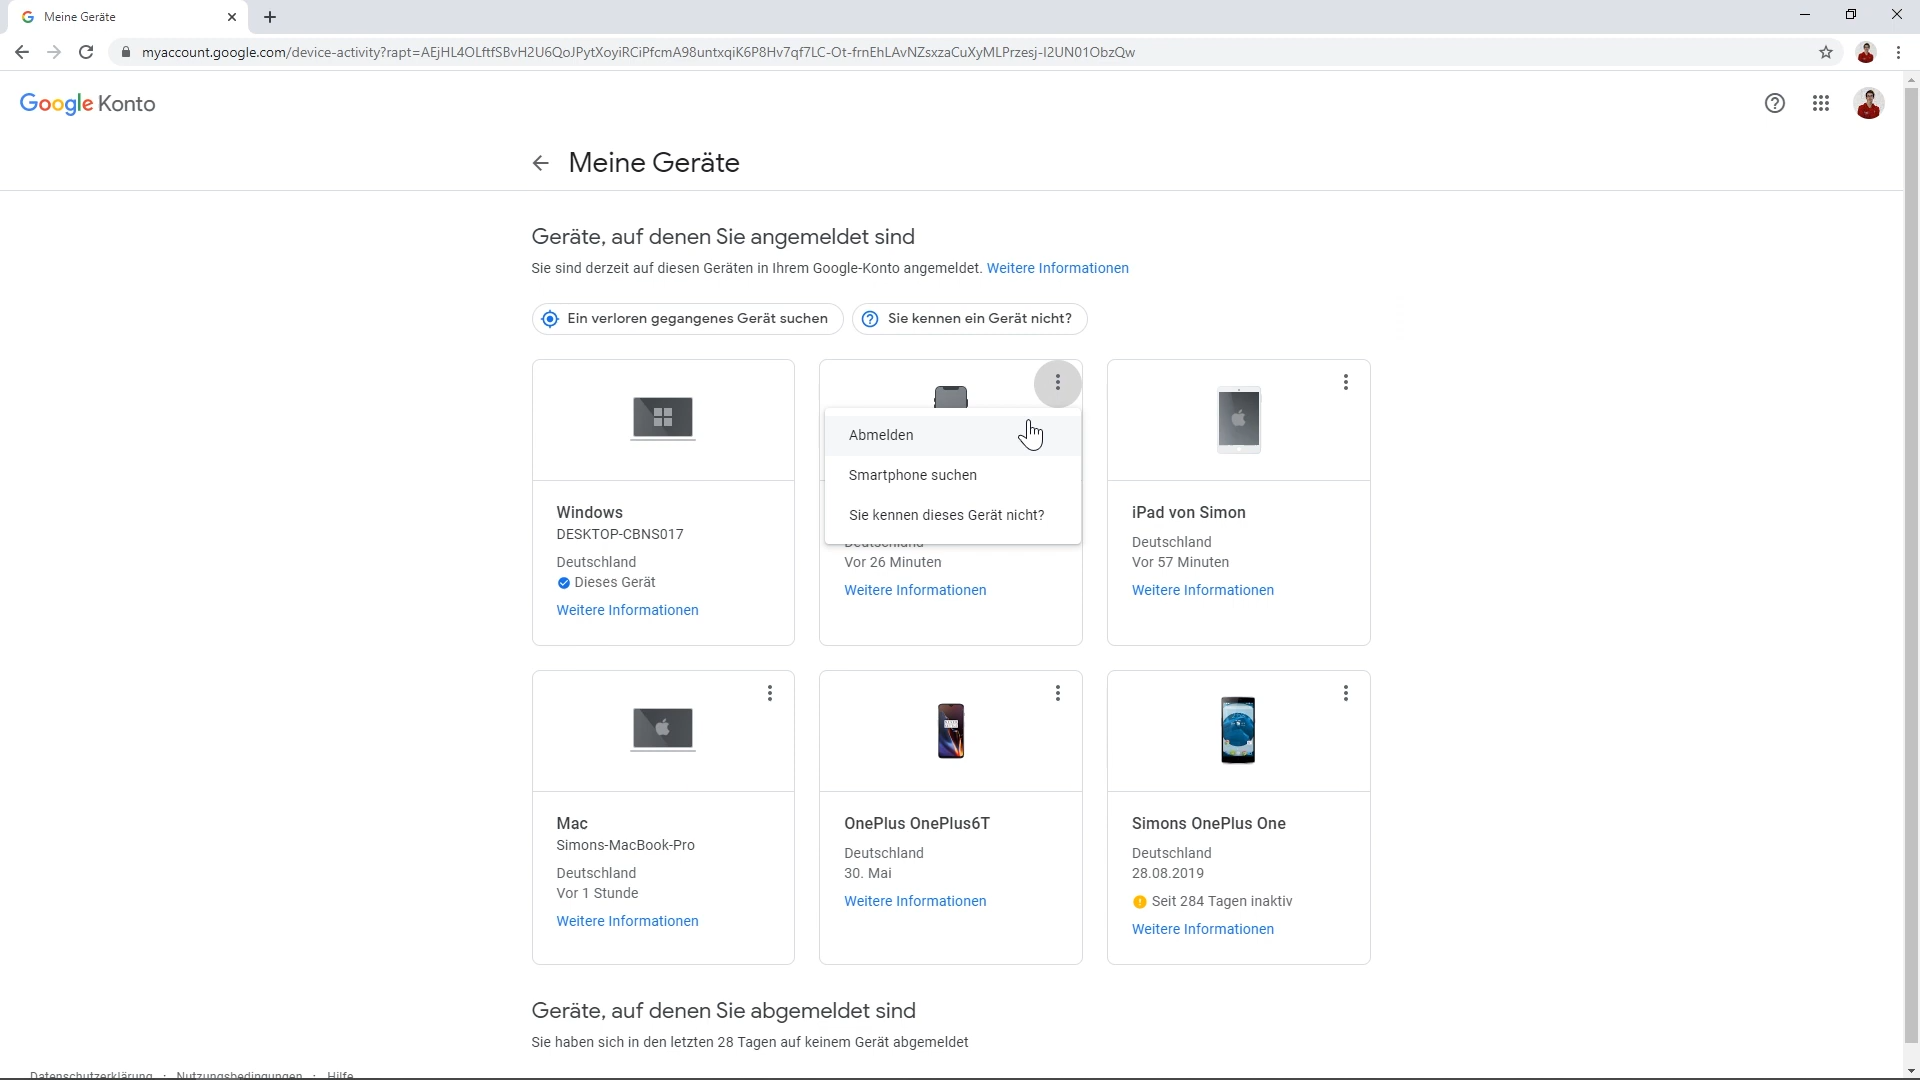 Meine Geräte
myaccount.google.com/device-activity?rapt=AEjHL4OLftfSBvH2U6QoJPytXoyiRCiPfcmA98untxqiK6P8Hv7qf7LC-Ot-frnEhLAvNZsxzaCuXyMLPrzesj-I2UN01ObzQw
Google Konto
Meine Geräte
Geräte, auf denen Sie angemeldet sind
Sie sind derzeit auf diesen Geräten in Ihrem Google-Konto angemeldet. Weitere Informationen
Ein verloren gegangenes Gerät suchen
Sie kennen ein Gerät nicht?
Windows
DESKTOP-CBNS017
Deutschland
Dieses Gerät
Weitere Informationen
Abmelden
Smartphone suchen
Sie kennen dieses Gerät nicht?
Deutschland
Vor 26 Minuten
Weitere Informationen
iPad von Simon
Deutschland
Vor 57 Minuten
Weitere Informationen
Mac
Simons-MacBook-Pro
Deutschland
Vor 1 Stunde
Weitere Informationen
OnePlus OnePlus6T
Deutschland
30. Mai
Weitere Informationen
Simons OnePlus One
Deutschland
28.08.2019
Seit 284 Tagen inaktiv
Weitere Informationen
Geräte, auf denen Sie abgemeldet sind
Sie haben sich in den letzten 28 Tagen auf keinem Gerät abgemeldet
Datenschutzerklärung · Nutzungsbedingungen · Hilfe